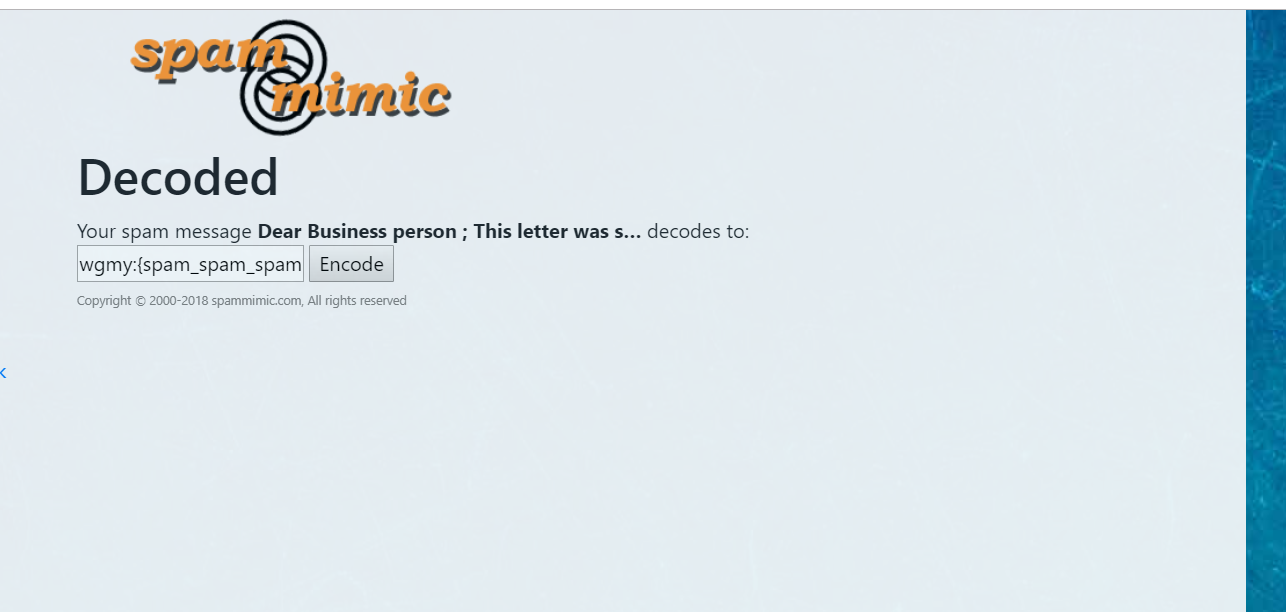 spam
mimic
Decoded
Your spam message Dear Business person ; This letter was s... decodes to:
wgmy:{spam_spam_spam Encode
Copyright © 2000-2018 spammimic.com, All rights reserved
k